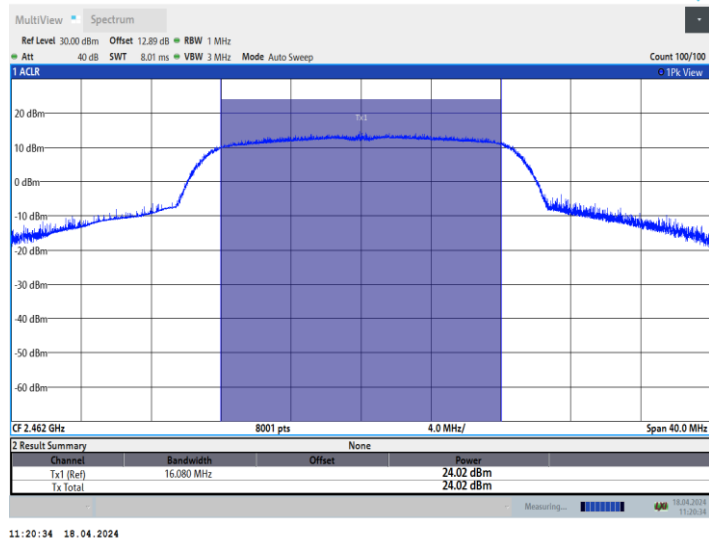 MultiView Spectrum
Ref Level 30.00 dBm Offset 12.89 dB RBW 1 MHz
Att 40 dB SWT 8.01 ms VBW 3 MHz Mode Auto Sweep Count 100/100
1 ACLR 1Pk View
Tx1
20 dBm
10 dBm
0 dBm
-10 dBm
-20 dBm
-30 dBm
-40 dBm
-50 dBm
-60 dBm
CF 2.462 GHz 8001 pts 4.0 MHz/ Span 40.0 MHz
2 Result Summary None
Channel Bandwidth Offset Power
Tx1 (Ref) 16.080 MHz 24.02 dBm
Tx Total 24.02 dBm
Measuring... 18.04.2024
11:20:34
11:20:34 18.04.2024